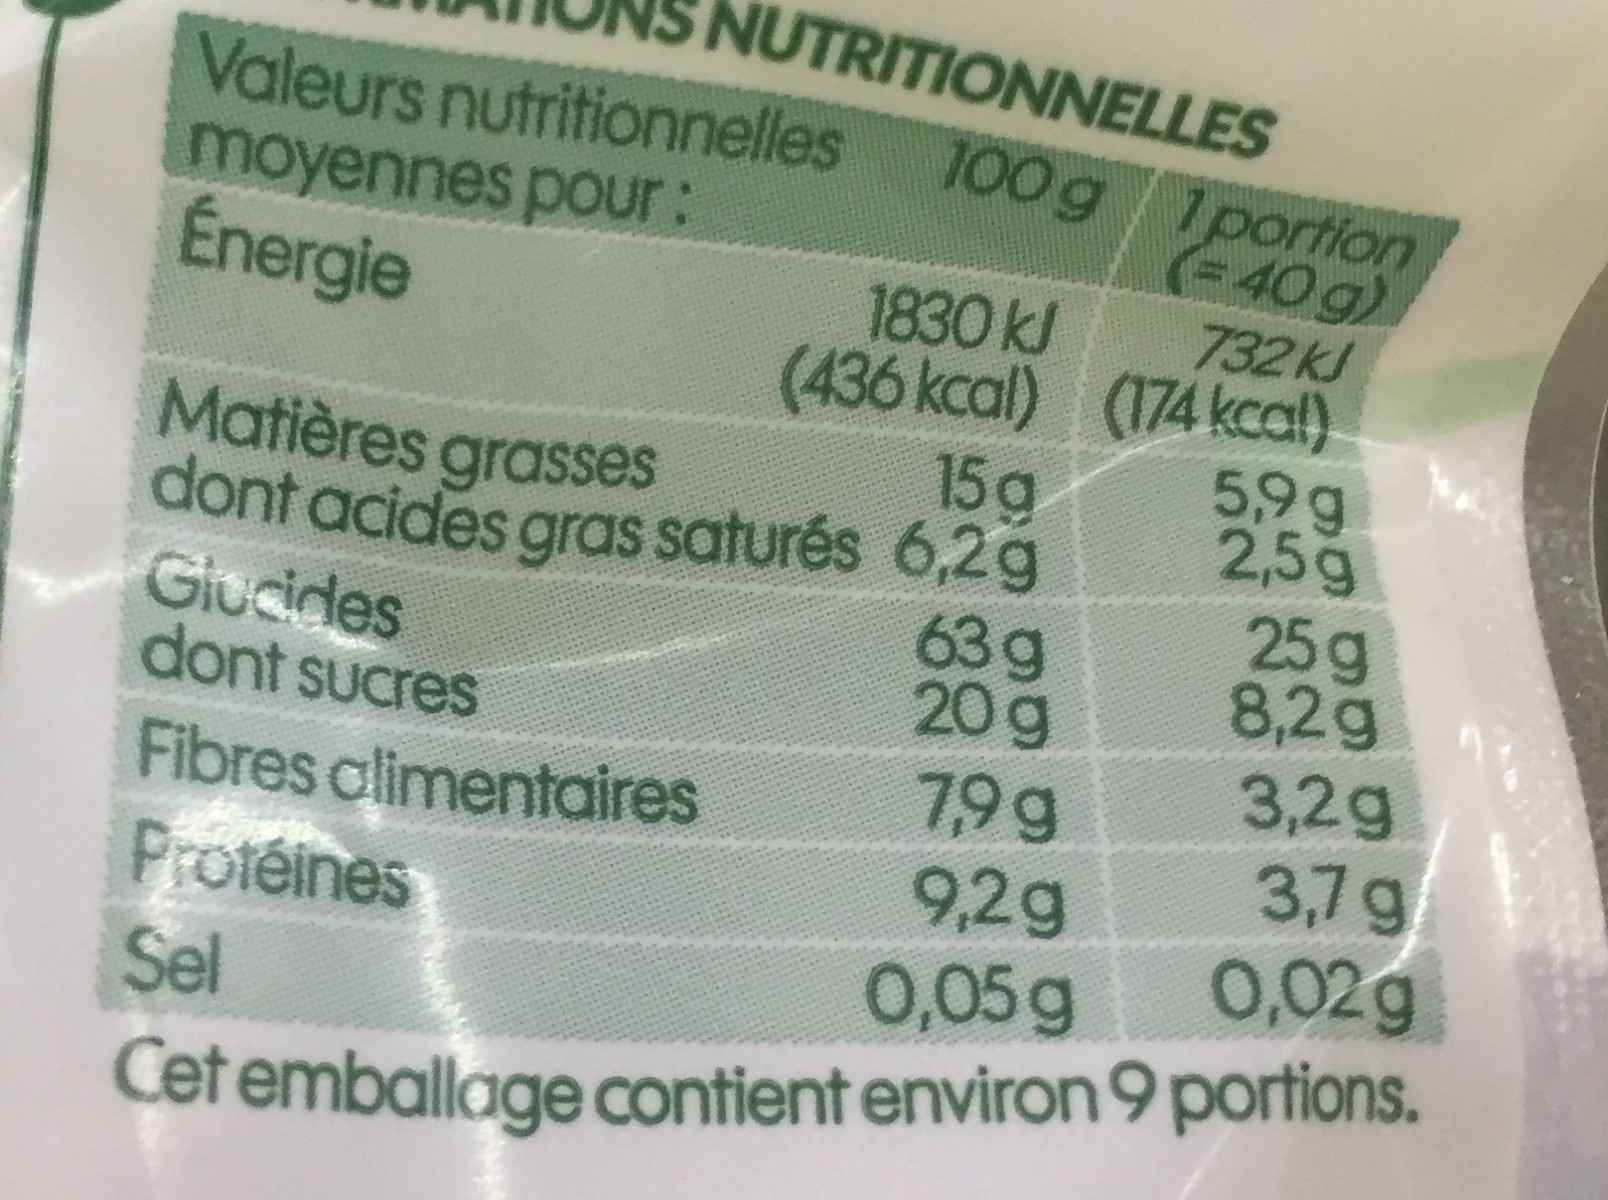 NUTRITIONNELLES
Valeurs nutritionnelles moyennes pour : 100 g 1 portion (= 40 g)
Énergie 1830 kJ (436 kcal) 732 kJ (174 kcal)
Matières grasses 15 g 5,9 g
dont acides gras saturés 6,2 g 2,5 g
Glucides 63 g 25 g
dont sucres 20 g 8,2 g
Fibres alimentaires 7,9 g 3,2 g
Protéines 9,2 g 3,7 g
Sel 0,05 g 0,02 g
Cet emballage contient environ 9 portions.